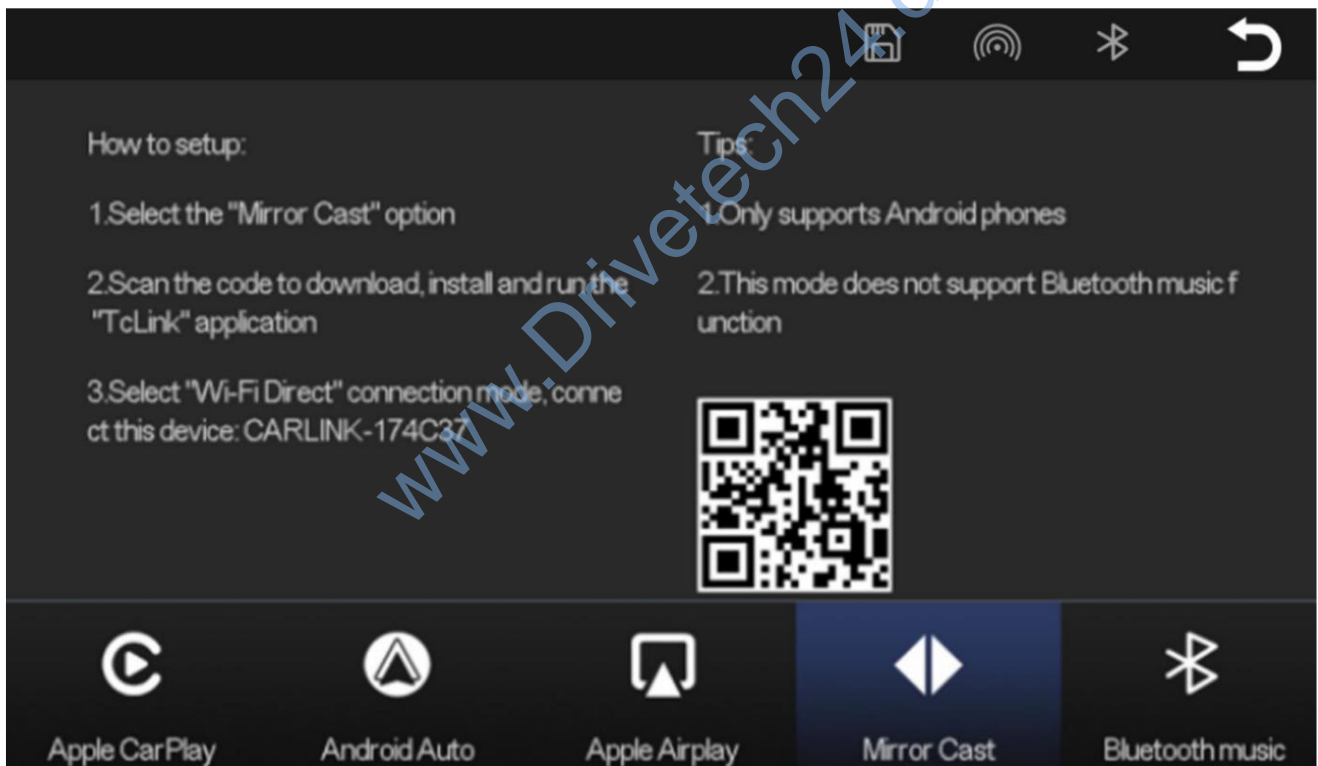 How to setup:
1.Select the "Mirror Cast" option
2.Scan the code to download, install and run the
"TcLink" application
3.Select "Wi-Fi Direct" connection mode, conne
ct this device: CARLINK-174C37
Tips:
1.Only supports Android phones
2.This mode does not support Bluetooth music f
unction
Apple CarPlay
Android Auto
Apple Airplay
Mirror Cast
Bluetooth music